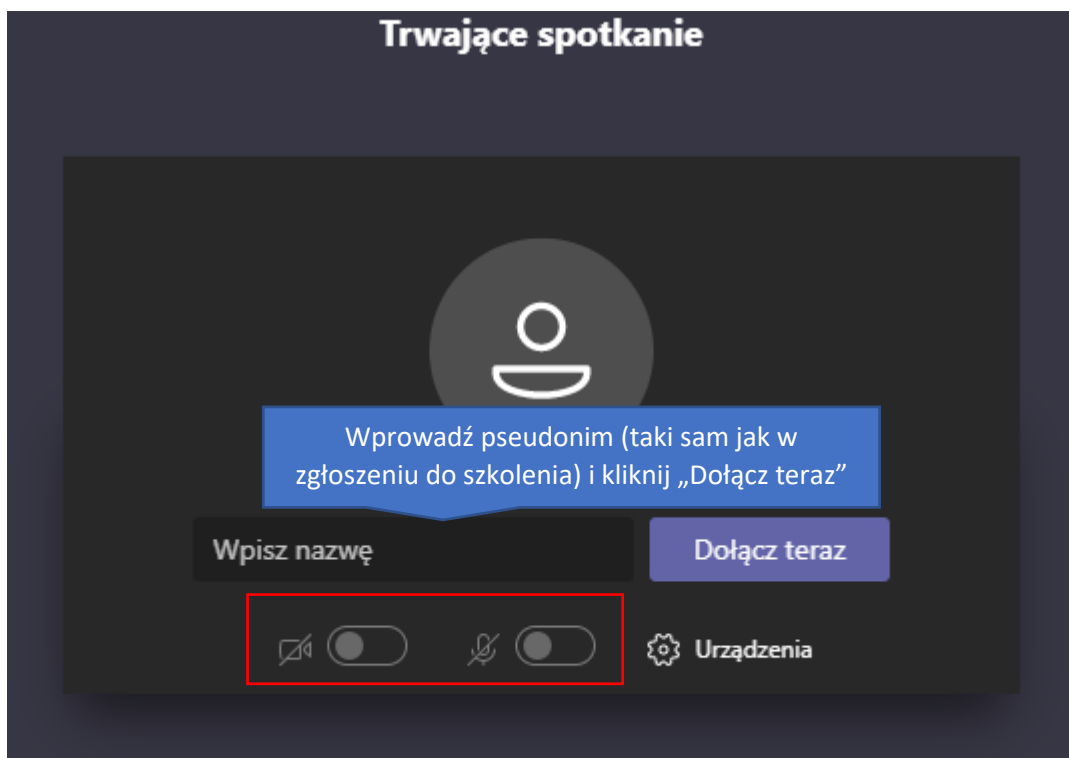 Trwające spotkanie
Wprowadź pseudonim (taki sam jak w
zgłoszeniu do szkolenia) i kliknij „Dołącz teraz”
Wpisz nazwę
Dołącz teraz
Urządzenia